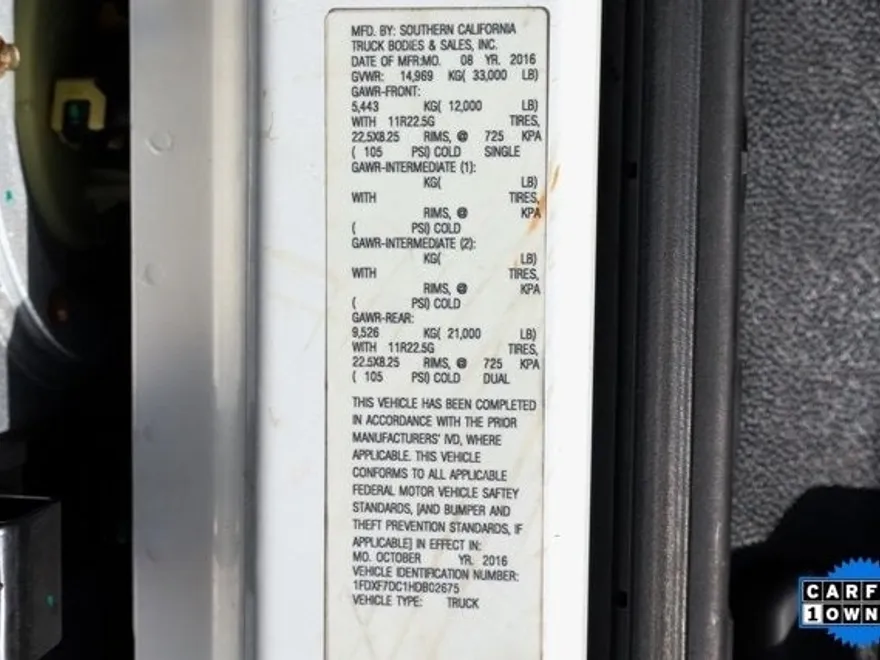 MFD. BY: SOUTHERN CALIFORNIA
TRUCK BODIES & SALES, INC.
DATE OF MFR:MO. 08 YR. 2016
GVWR: 14,969 KG( 33,000 LB)
GAWR-FRONT:
5,443 KG( 12,000 LB)
WITH 11R22.5G TIRES,
22.5X8.25 RIMS, @ 725 KPA
( 105 PSI) COLD SINGLE
GAWR-INTERMEDIATE (1):
KG( LB)
WITH TIRES,
RIMS, @ KPA
( PSI) COLD
GAWR-INTERMEDIATE (2):
KG( LB)
WITH TIRES,
RIMS, @ KPA
( PSI) COLD
GAWR-REAR:
9,526 KG( 21,000 LB)
WITH 11R22.5G TIRES,
22.5X8.25 RIMS, @ 725 KPA
( 105 PSI) COLD DUAL
THIS VEHICLE HAS BEEN COMPLETED
IN ACCORDANCE WITH THE PRIOR
MANUFACTURERS' IVD, WHERE
APPLICABLE. THIS VEHICLE
CONFORMS TO ALL APPLICABLE
FEDERAL MOTOR VEHICLE SAFTEY
STANDARDS, [AND BUMPER AND
THEFT PREVENTION STANDARDS, IF
APPLICABLE] IN EFFECT IN:
MO. OCTOBER YR. 2016
VEHICLE IDENTIFICATION NUMBER:
1FDXF7DC1HDB02675
VEHICLE TYPE: TRUCK
CARF
1 OWN